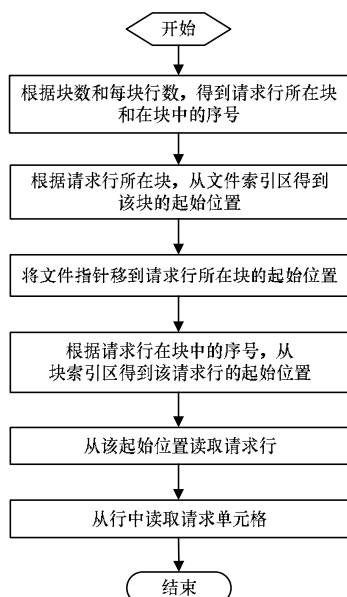 开始
根据块数和每块行数，得到请求行所在块
和在块中的序号
根据请求行所在块，从文件索引区得到
该块的起始位置
将文件指针移到请求行所在块的起始位置
根据请求行在块中的序号，从
块索引区得到该请求行的起始位置
从该起始位置读取请求行
从行中读取请求单元格
结束